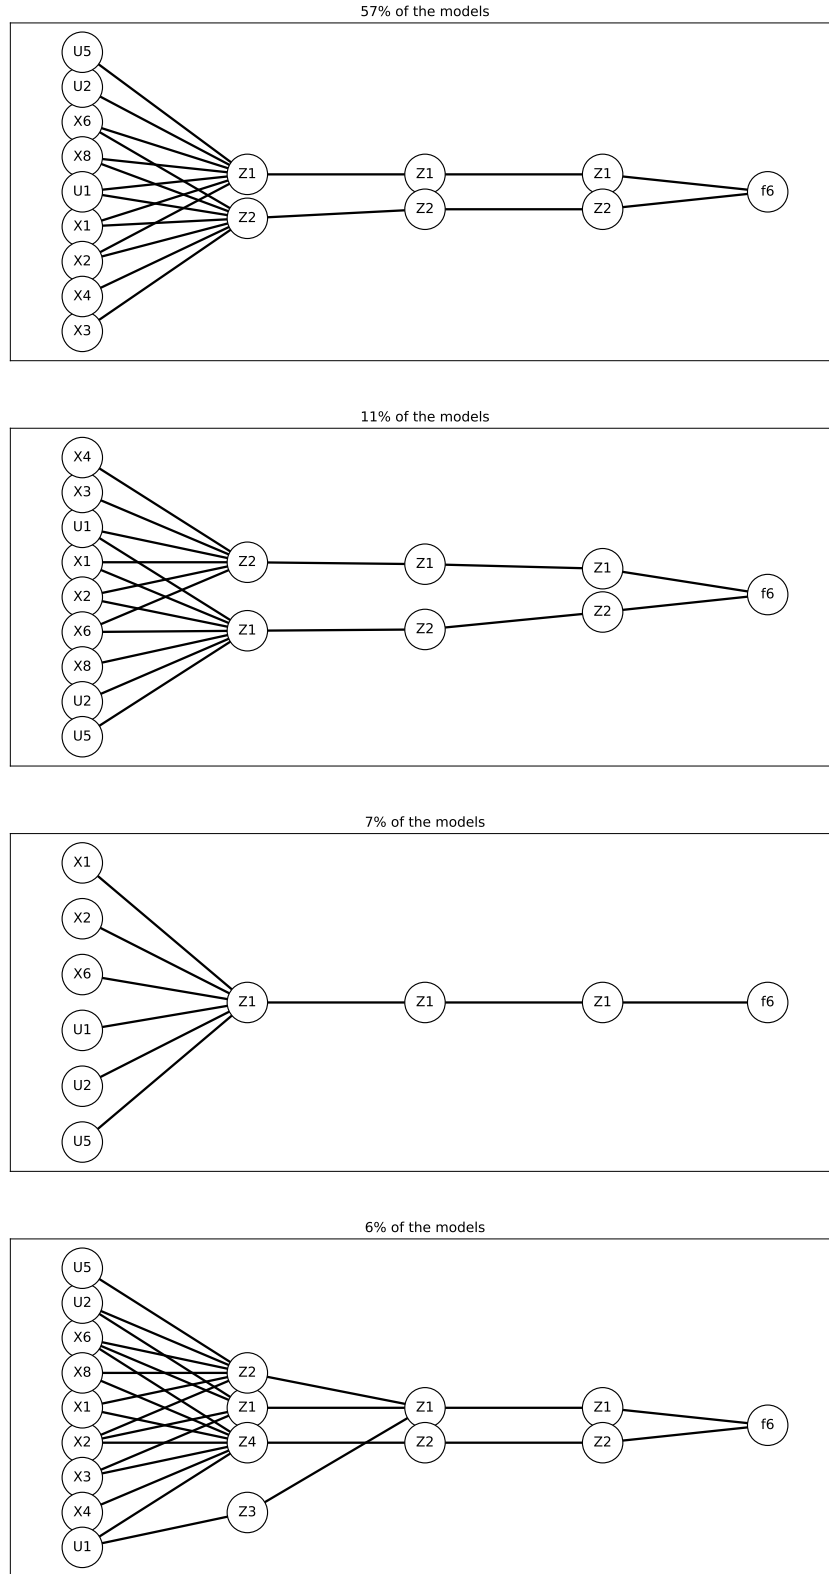 57% of the models
U5
U2
X6
X8
U1
X1
X2
X4
X3
Z1
Z2
Z1
Z2
Z1
Z2
f6
11% of the models
X4
X3
U1
X1
X2
X6
X8
U2
U5
Z2
Z1
Z1
Z2
Z1
Z2
f6
7% of the models
X1
X2
X6
U1
U2
U5
Z1
Z1
Z1
f6
6% of the models
U5
U2
X6
X8
X1
X2
X3
X4
U1
Z2
Z1
Z4
Z3
Z1
Z2
Z1
Z2
f6